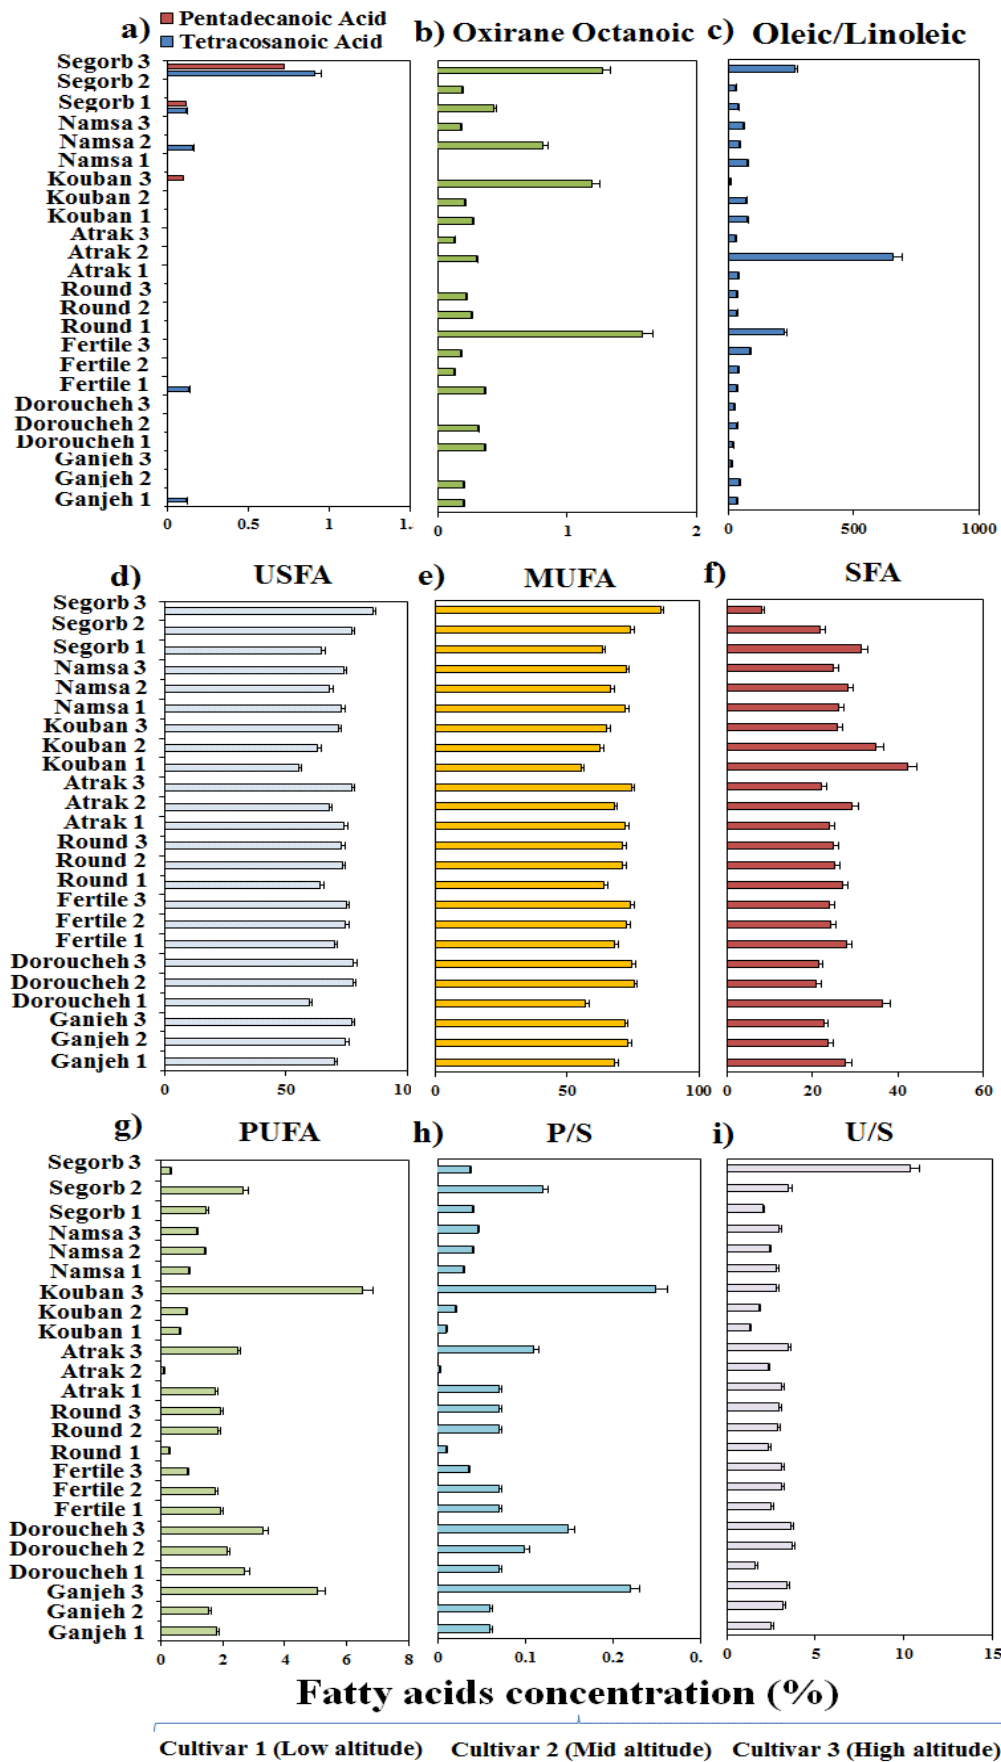 a) Pentadecanoic Acid
Tetracosanoic Acid
b) Oxirane Octanoic
c) Oleic/Linoleic
Segorb 3
Segorb 2
Segorb 1
Namsa 3
Namsa 2
Namsa 1
Kouban 3
Kouban 2
Kouban 1
Atrak 3
Atrak 2
Atrak 1
Round 3
Round 2
Round 1
Fertile 3
Fertile 2
Fertile 1
Doroucheh 3
Doroucheh 2
Doroucheh 1
Ganjeh 3
Ganjeh 2
Ganjeh 1
0 0.5 1 1.
0 1 2
0 500 1000
d) USFA
e) MUFA
f) SFA
Segorb 3
Segorb 2
Segorb 1
Namsa 3
Namsa 2
Namsa 1
Kouban 3
Kouban 2
Kouban 1
Atrak 3
Atrak 2
Atrak 1
Round 3
Round 2
Round 1
Fertile 3
Fertile 2
Fertile 1
Doroucheh 3
Doroucheh 2
Doroucheh 1
Ganjeh 3
Ganjeh 2
Ganjeh 1
0 50 10
0 50 100
0 20 40 60
g) PUFA
h) P/S
i) U/S
Segorb 3
Segorb 2
Segorb 1
Namsa 3
Namsa 2
Namsa 1
Kouban 3
Kouban 2
Kouban 1
Atrak 3
Atrak 2
Atrak 1
Round 3
Round 2
Round 1
Fertile 3
Fertile 2
Fertile 1
Doroucheh 3
Doroucheh 2
Doroucheh 1
Ganjeh 3
Ganjeh 2
Ganjeh 1
0 2 4 6 8
0 0.1 0.2 0.
0 5 10 15
Fatty acids concentration (%)
Cultivar 1 (Low altitude) Cultivar 2 (Mid altitude) Cultivar 3 (High altitude)